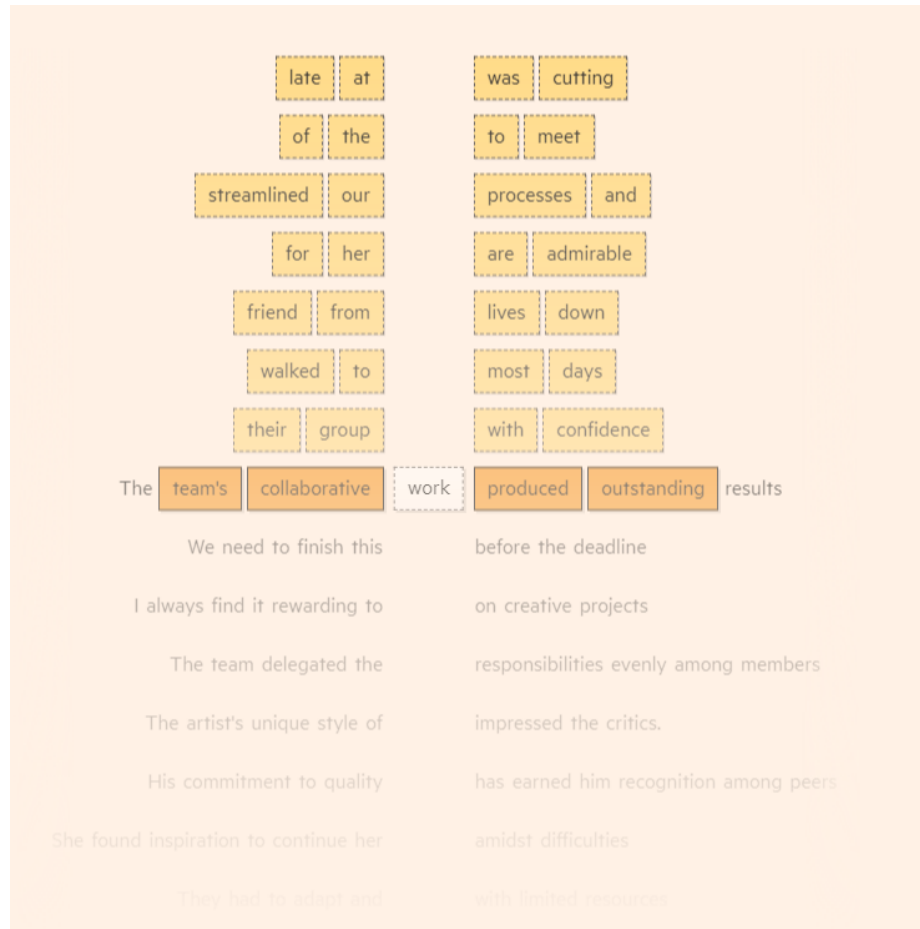 late at was cutting
of the to meet
streamlined our processes and
for her are admirable
friend from lives down
walked to most days
their group with confidence
The team's collaborative work produced outstanding results
We need to finish this before the deadline
I always find it rewarding to on creative projects
The team delegated the responsibilities evenly among members
The artist's unique style of impressed the critics.
His commitment to quality has earned him recognition among peers
She found inspiration to continue her amidst difficulties
They had to adapt and with limited resources